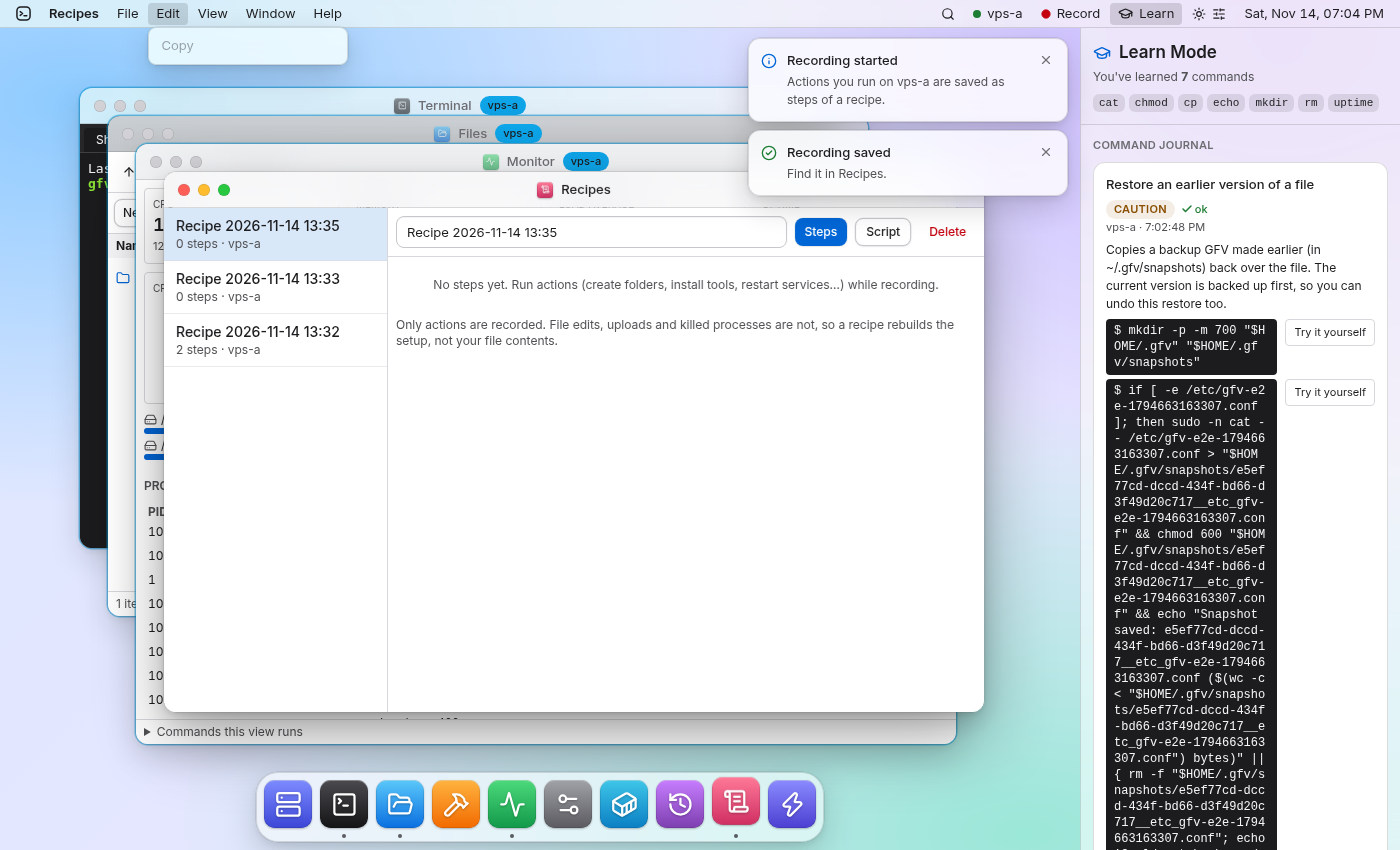 Recipes File Edit View Window Help vps-a Record Learn Sat, Nov 14, 07:04 PM
Copy
Recording started
Actions you run on vps-a are saved as
steps of a recipe.
Recording saved
Find it in Recipes.
Terminal vps-a
Files vps-a
Monitor vps-a
Recipes
Recipe 2026-11-14 13:35
0 steps · vps-a
Recipe 2026-11-14 13:33
0 steps · vps-a
Recipe 2026-11-14 13:32
2 steps · vps-a
Recipe 2026-11-14 13:35 Steps Script Delete
No steps yet. Run actions (create folders, install tools, restart services…) while recording.
Only actions are recorded. File edits, uploads and killed processes are not, so a recipe rebuilds the
setup, not your file contents.
PID
10
10
1
10
10
10
10
10
Commands this view runs
Learn Mode
You've learned 7 commands
cat chmod cp echo mkdir rm uptime
COMMAND JOURNAL
Restore an earlier version of a file
CAUTION ok
vps-a · 7:02:48 PM
Copies a backup GFV made earlier (in
~/.gfv/snapshots) back over the file. The
current version is backed up first, so you can
undo this restore too.
$ mkdir -p -m 700 "$H
OME/.gfv" "$HOME/.gf
v/snapshots"
Try it yourself
$ if [ -e /etc/gfv-e2
e-1794663163307.conf
]; then sudo -n cat -
- /etc/gfv-e2e-179466
3163307.conf > "$HOM
E/.gfv/snapshots/e5ef
77cd-dccd-434f-bd66-d
3f49d20c717__etc_gfv-
e2e-1794663163307.con
f" && chmod 600 "$HOM
E/.gfv/snapshots/e5ef
77cd-dccd-434f-bd66-d
3f49d20c717__etc_gfv-
e2e-1794663163307.con
f" && echo "Snapshot
saved: e5ef77cd-dccd-
434f-bd66-d3f49d20c71
7__etc_gfv-e2e-179466
3163307.conf ($(wc -c
< "$HOME/.gfv/snapsho
ts/e5ef77cd-dccd-434f
-bd66-d3f49d20c717__e
tc_gfv-e2e-1794663163
307.conf") bytes)" ||
{ rm -f "$HOME/.gfv/s
napshots/e5ef77cd-dcc
d-434f-bd66-d3f49d20c
717__etc_gfv-e2e-1794
663163307.conf"; echo
Try it yourself